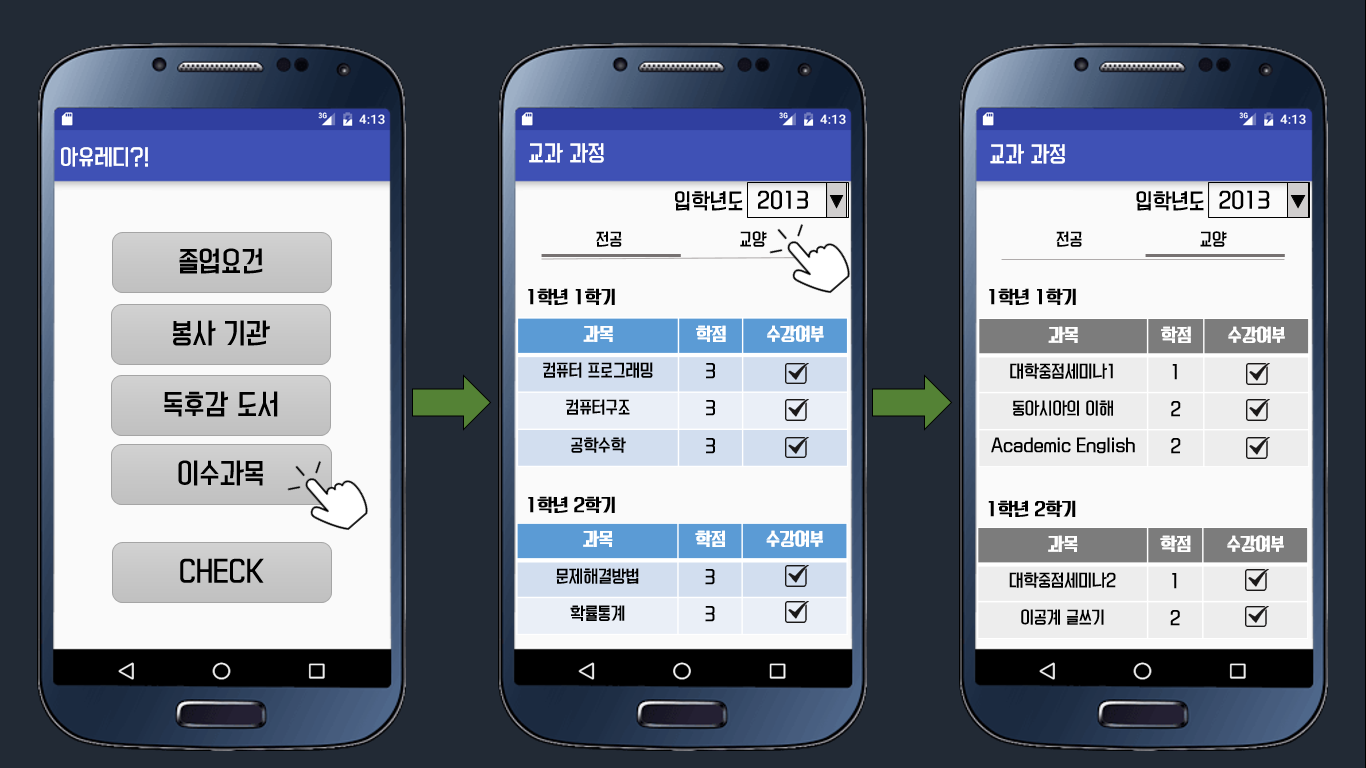 3G 4:13
아유레디?!
졸업요건
봉사 기관
독후감 도서
이수과목
CHECK
3G 4:13
교과 과정
입학년도 2013
전공 교양
1학년 1학기
과목 학점 수강여부
컴퓨터 프로그래밍 3
컴퓨터구조 3
공학수학 3
1학년 2학기
과목 학점 수강여부
문제해결방법 3
확률통계 3
3G 4:13
교과 과정
입학년도 2013
전공 교양
1학년 1학기
과목 학점 수강여부
대학중점세미나1 1
동아시아의 이해 2
Academic English 2
1학년 2학기
과목 학점 수강여부
대학중점세미나2 1
이공계 글쓰기 2